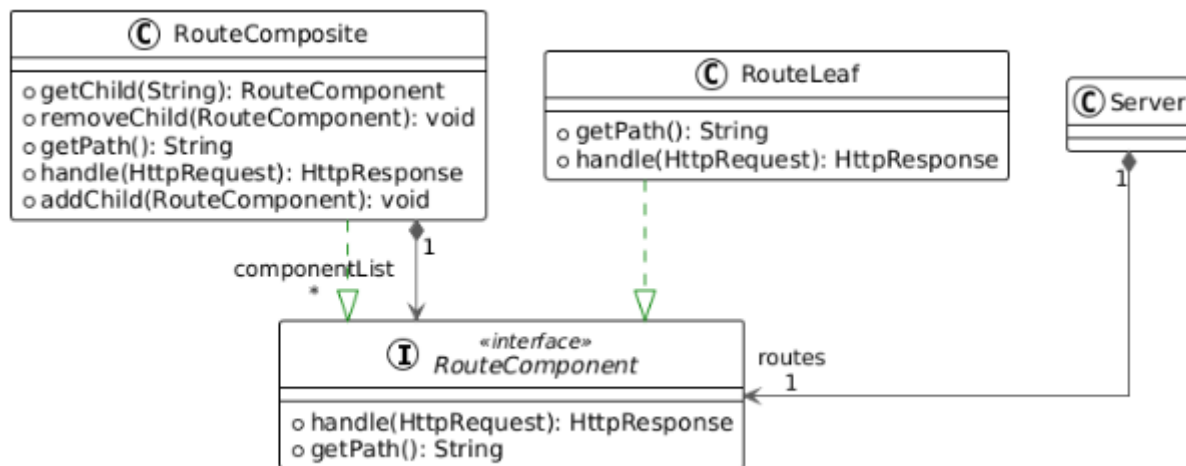 C RouteComposite
getChild(String): RouteComponent
removeChild(RouteComponent): void
getPath(): String
handle(HttpRequest): HttpResponse
addChild(RouteComponent): void
C RouteLeaf
getPath(): String
handle(HttpRequest): HttpResponse
C Server
1
1
componentList
*
«interface»
I RouteComponent
handle(HttpRequest): HttpResponse
getPath(): String
routes
1